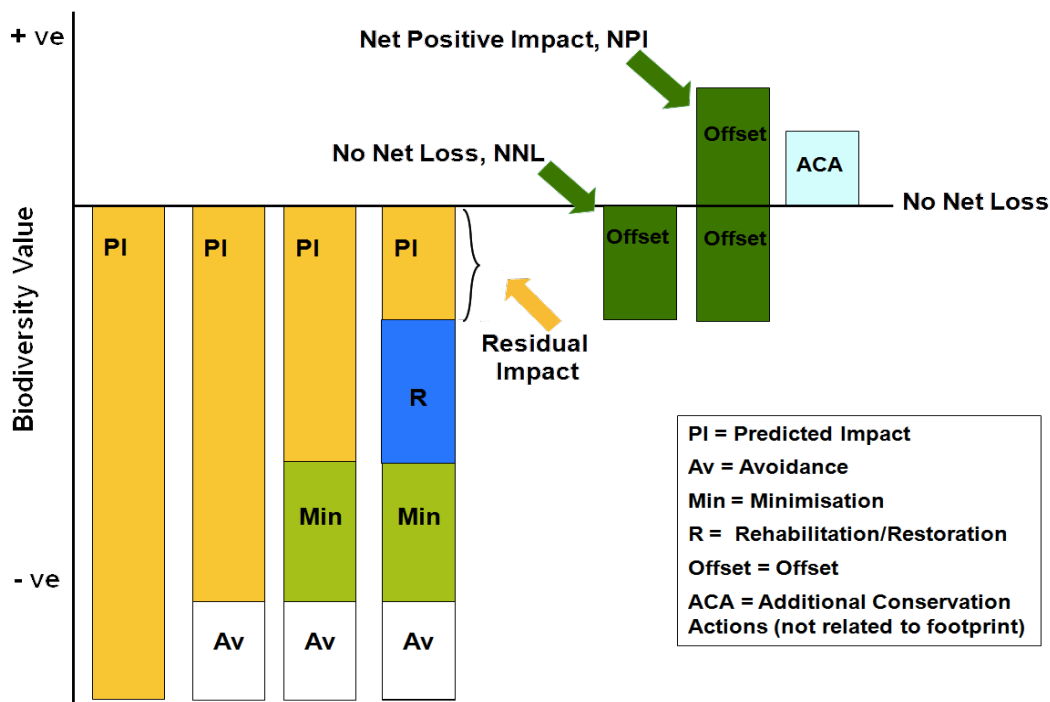 + ve
Net Positive Impact, NPI
Offset
No Net Loss, NNL
ACA
No Net Loss
Biodiversity Value
PI
PI
PI
PI
Offset
Offset
Residual
Impact
R
Min
Min
- ve
Av
Av
Av
PI = Predicted Impact
Av = Avoidance
Min = Minimisation
R = Rehabilitation/Restoration
Offset = Offset
ACA = Additional Conservation
Actions (not related to footprint)